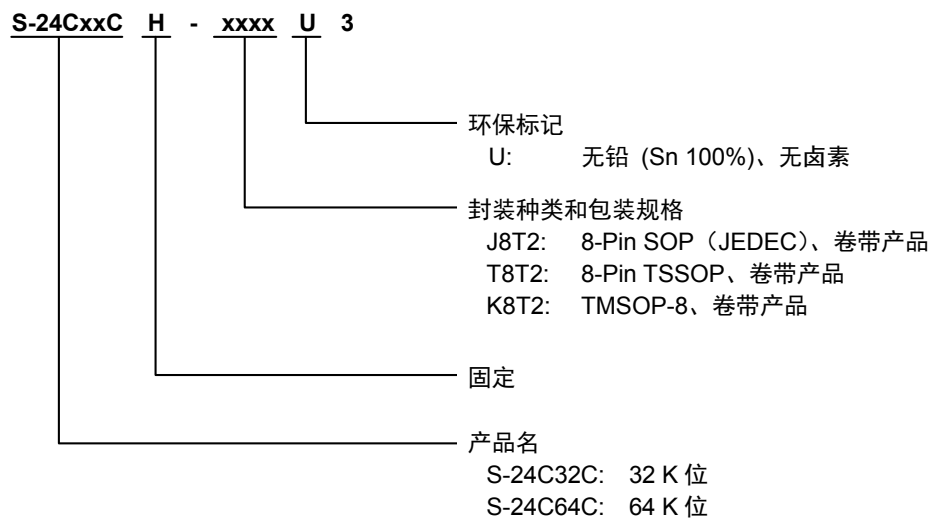 S-24CxxC H - xxxx U 3
环保标记
U: 无铅 (Sn 100%)、无卤素
封装种类和包装规格
J8T2: 8-Pin SOP（JEDEC）、卷带产品
T8T2: 8-Pin TSSOP、卷带产品
K8T2: TMSOP-8、卷带产品
固定
产品名
S-24C32C: 32 K 位
S-24C64C: 64 K 位